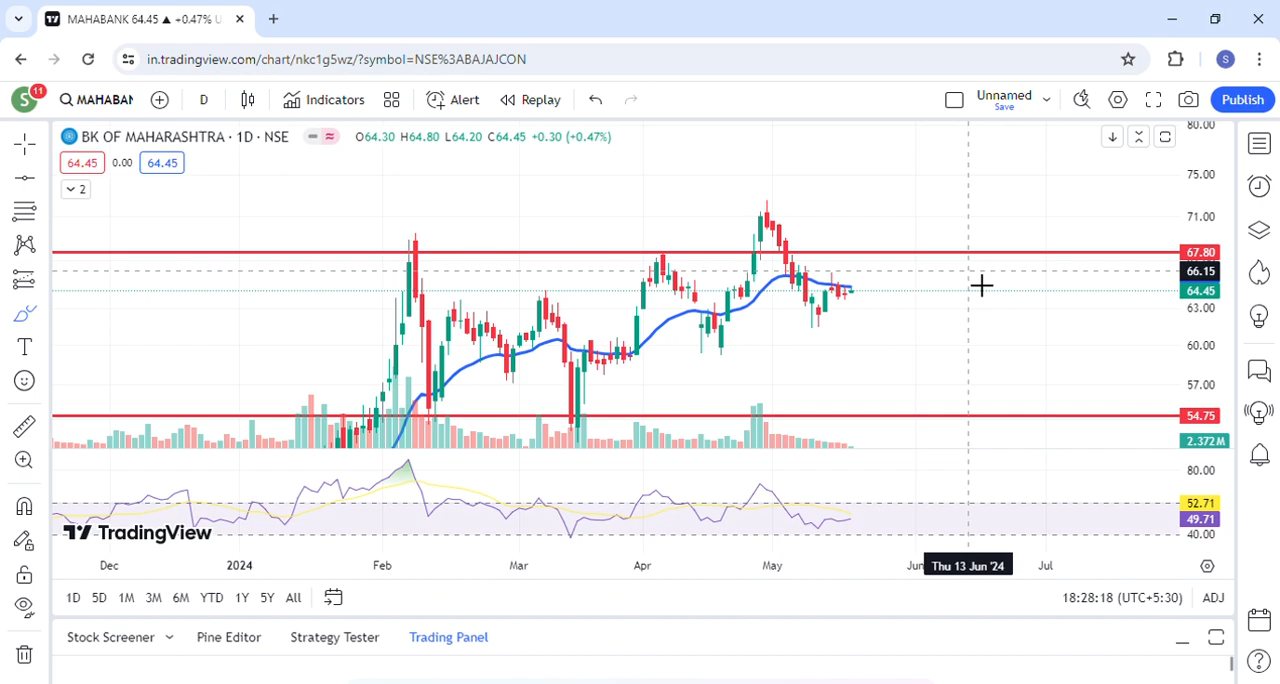 MAHABANK 64.45 ▲ +0.47% U
in.tradingview.com/chart/nkc1g5wz/?symbol=NSE%3ABAJAJCON
S
S
11
MAHABAN
D
Indicators
Alert
Replay
Unnamed
Save
Publish
BK OF MAHARASHTRA · 1D · NSE
O64.30 H64.80 L64.20 C64.45 +0.30 (+0.47%)
64.45 0.00 64.45
2
80.00
75.00
71.00
67.80
66.15
64.45
63.00
60.00
57.00
54.75
2.372M
80.00
52.71
49.71
40.00
TradingView
Dec 2024 Feb Mar Apr May Jun Thu 13 Jun '24 Jul
1D 5D 1M 3M 6M YTD 1Y 5Y All
18:28:18 (UTC+5:30) ADJ
Stock Screener Pine Editor Strategy Tester Trading Panel